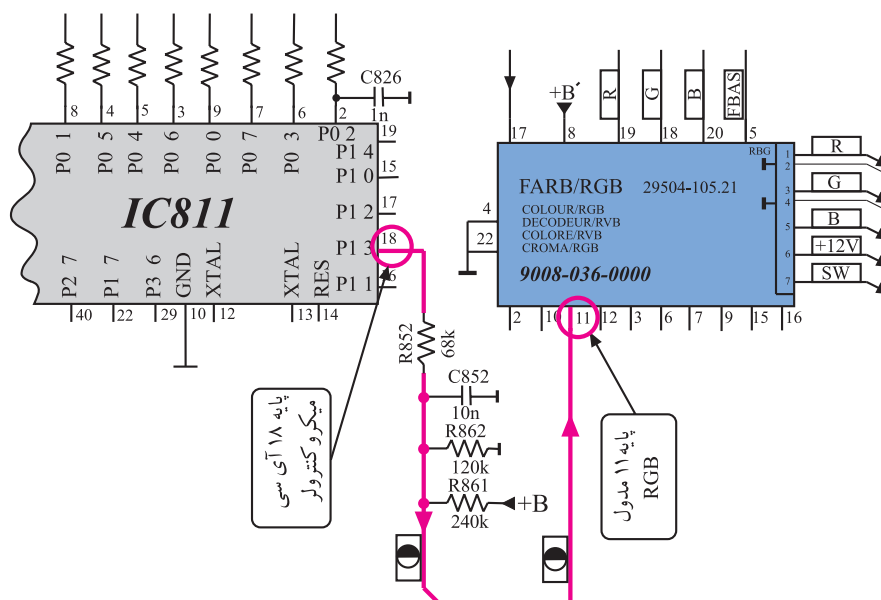 8
4
5
3
9
7
6
2
C826
1n
P0 1
P0 5
P0 4
P0 6
P0 0
P0 7
P0 3
P0 2
IC811
19
P1 4
15
P1 0
17
P1 2
18
P1 3
P1 1
6
P2 7
P1 7
P3 6
GND
XTAL
XTAL
RES
40
22
29
10
12
13
14
R852
68k
C852
10n
R862
120k
R861
240k
+B
پایه ۱۸ آی سی
میکرو کنترولر
+B′
R
G
B
FBAS
17
8
19
18
20
5
FARB/RGB
29504-105.21
COLOUR/RGB
DECODEUR/RVB
COLORE/RVB
CROMA/RGB
9008-036-0000
4
22
RBG
1
2
3
4
5
6
7
R
G
B
+12V
SW
2
10
11
12
3
6
7
9
15
16
پایه ۱۱ مدول
RGB